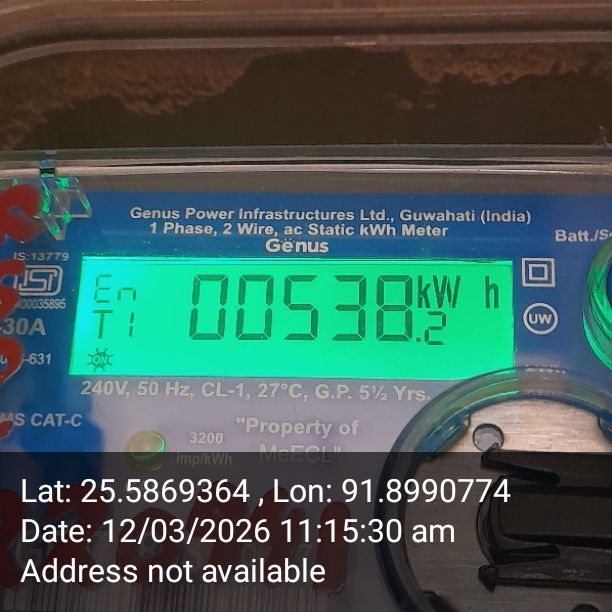 Genus Power Infrastructures Ltd., Guwahati (India)
1 Phase, 2 Wire, ac Static kWh Meter
Genus
Batt./
IS:13779
ISI
00035895
-30A
-631
MS CAT-C
En 00538.2 kW h
T1
ON
UW
240V, 50 Hz, CL-1, 27°C, G.P. 5½ Yrs.
3200
imp/kWh
"Property of
MeECL"
Lat: 25.5869364 , Lon: 91.8990774
Date: 12/03/2026 11:15:30 am
Address not available